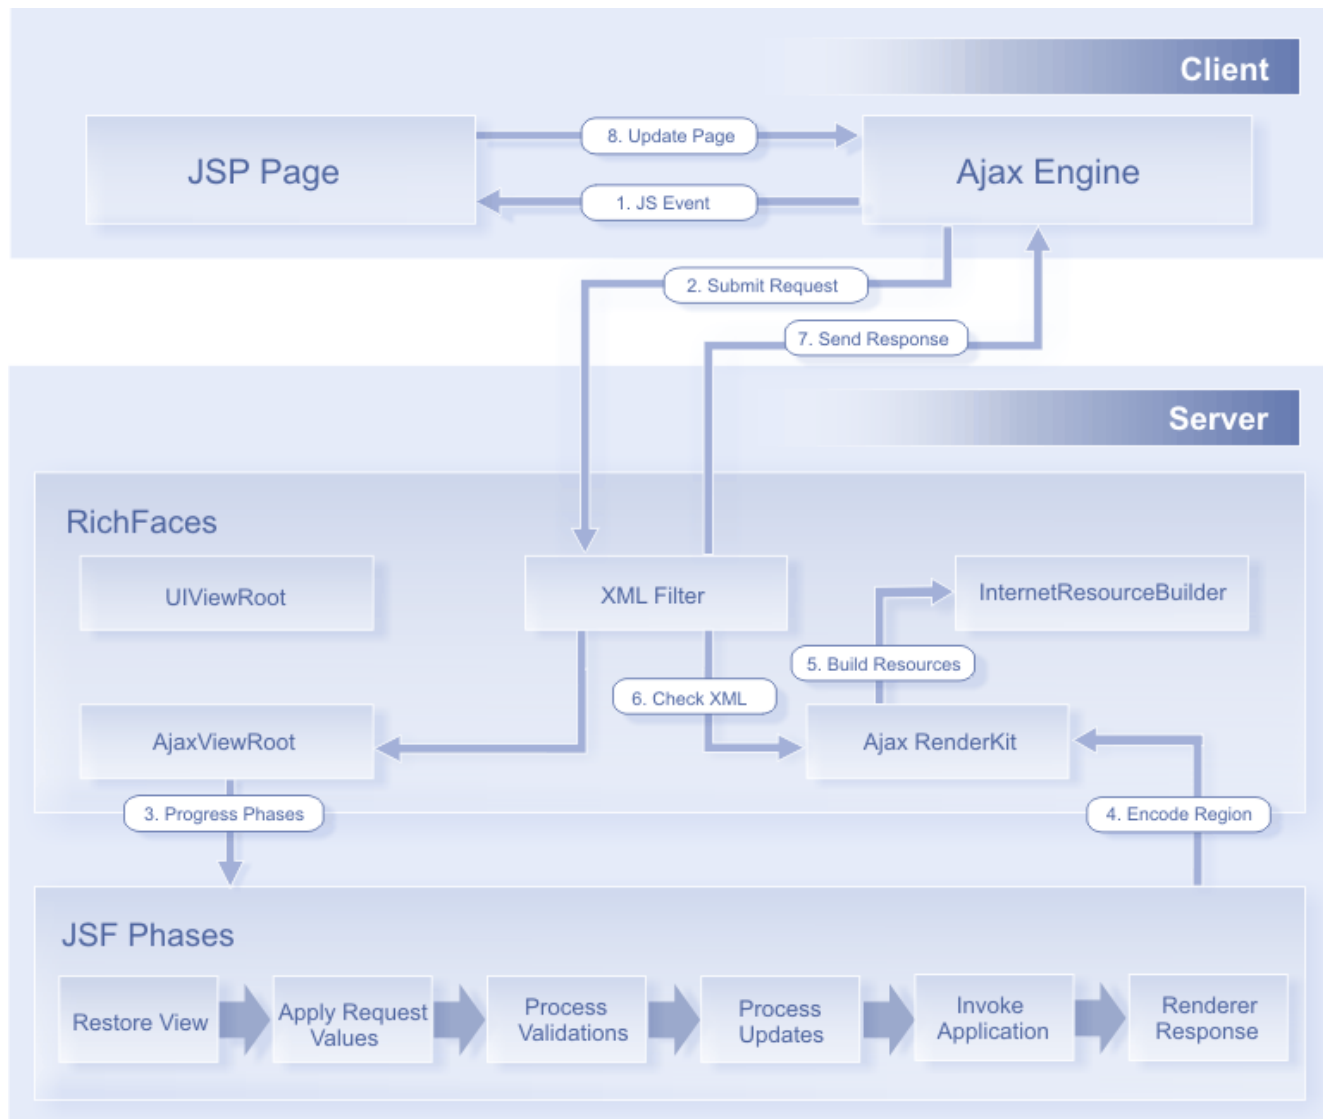 Client
JSP Page
8. Update Page
Ajax Engine
1. JS Event
2. Submit Request
7. Send Response
Server
RichFaces
UIViewRoot
XML Filter
InternetResourceBuilder
5. Build Resources
6. Check XML
AjaxViewRoot
Ajax RenderKit
3. Progress Phases
4. Encode Region
JSF Phases
Restore View
Apply Request
Values
Process
Validations
Process
Updates
Invoke
Application
Renderer
Response